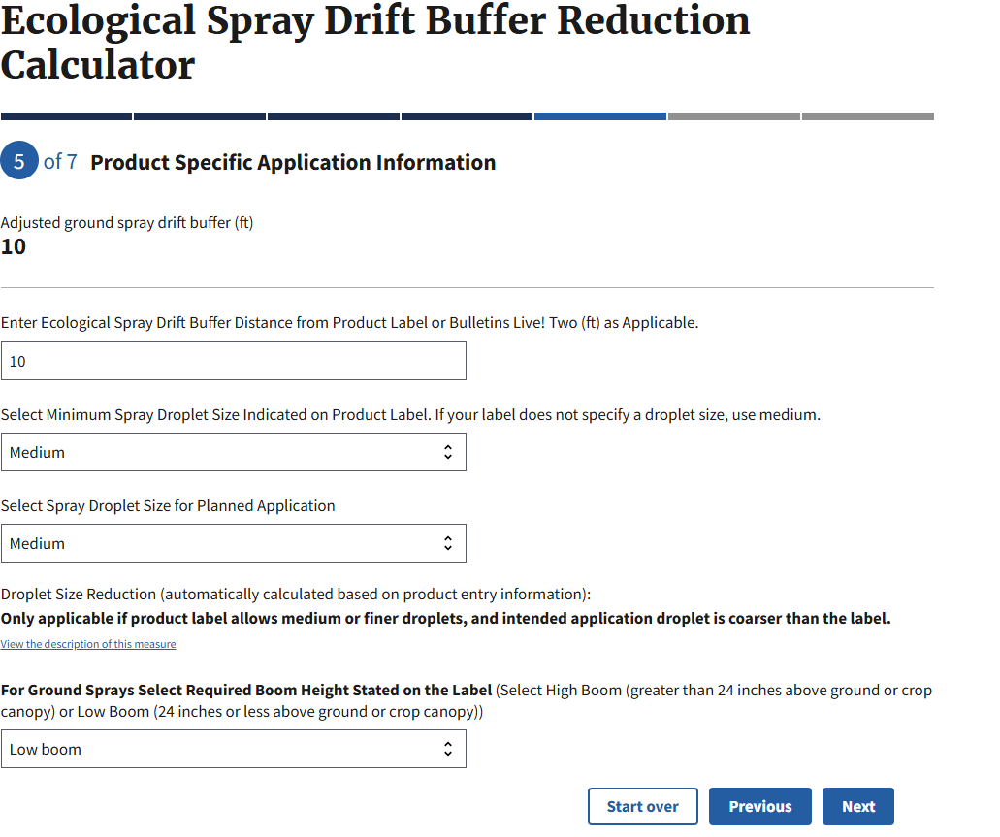 Ecological Spray Drift Buffer Reduction
Calculator
5 of 7 Product Specific Application Information
Adjusted ground spray drift buffer (ft)
10
Enter Ecological Spray Drift Buffer Distance from Product Label or Bulletins Live! Two (ft) as Applicable.
10
Select Minimum Spray Droplet Size Indicated on Product Label. If your label does not specify a droplet size, use medium.
Medium
Select Spray Droplet Size for Planned Application
Medium
Droplet Size Reduction (automatically calculated based on product entry information):
Only applicable if product label allows medium or finer droplets, and intended application droplet is coarser than the label.
View the description of this measure
For Ground Sprays Select Required Boom Height Stated on the Label (Select High Boom (greater than 24 inches above ground or crop
canopy) or Low Boom (24 inches or less above ground or crop canopy))
Low boom
Start over Previous Next